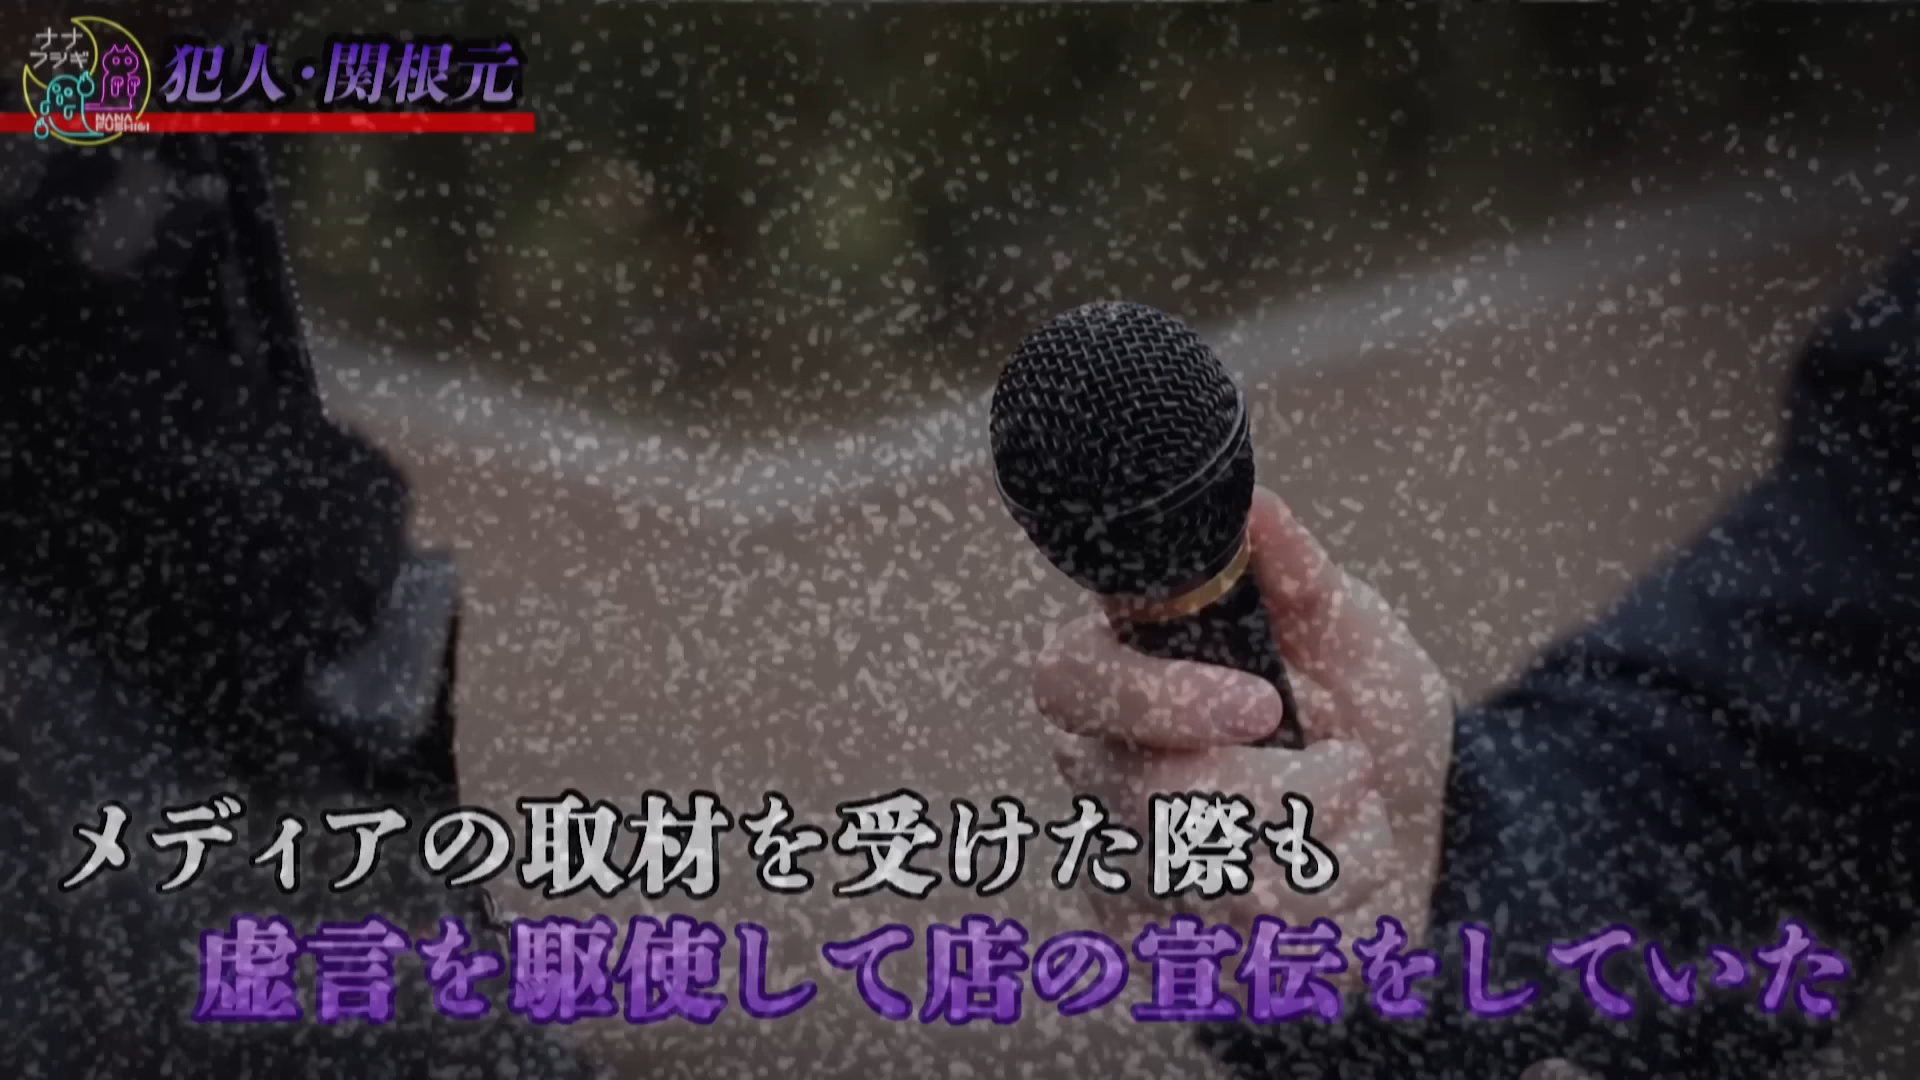 ナナ
フシギ
NANA
FUSHIGI
犯人・関根元
メディアの取材を受けた際も
虚言を駆使して店の宣伝をしていた